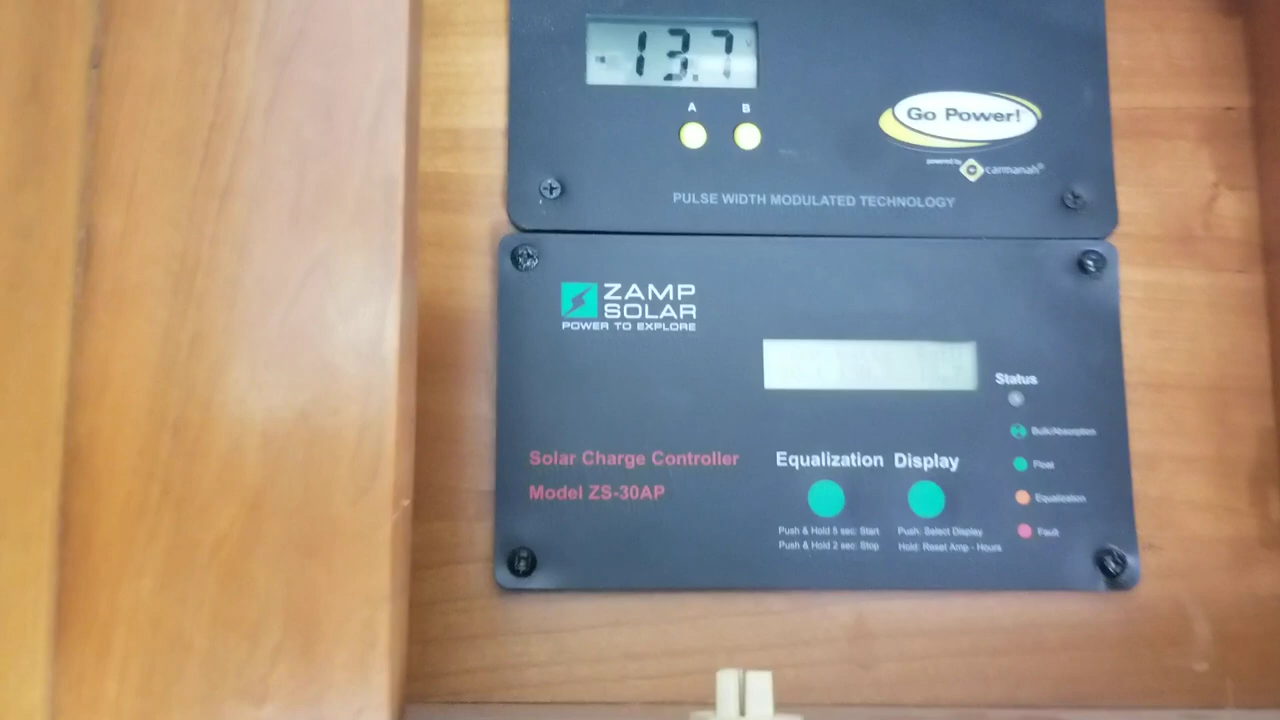 -13.7
A B
Go Power!
powered by carmanah®
PULSE WIDTH MODULATED TECHNOLOGY
ZAMP
SOLAR
POWER TO EXPLORE
Status
Bulk/Absorption
Solar Charge Controller
Equalization Display
Float
Model ZS-30AP
Equalization
Push & Hold 5 sec: Start Push: Select Display
Fault
Push & Hold 2 sec: Stop Hold: Reset Amp - Hours